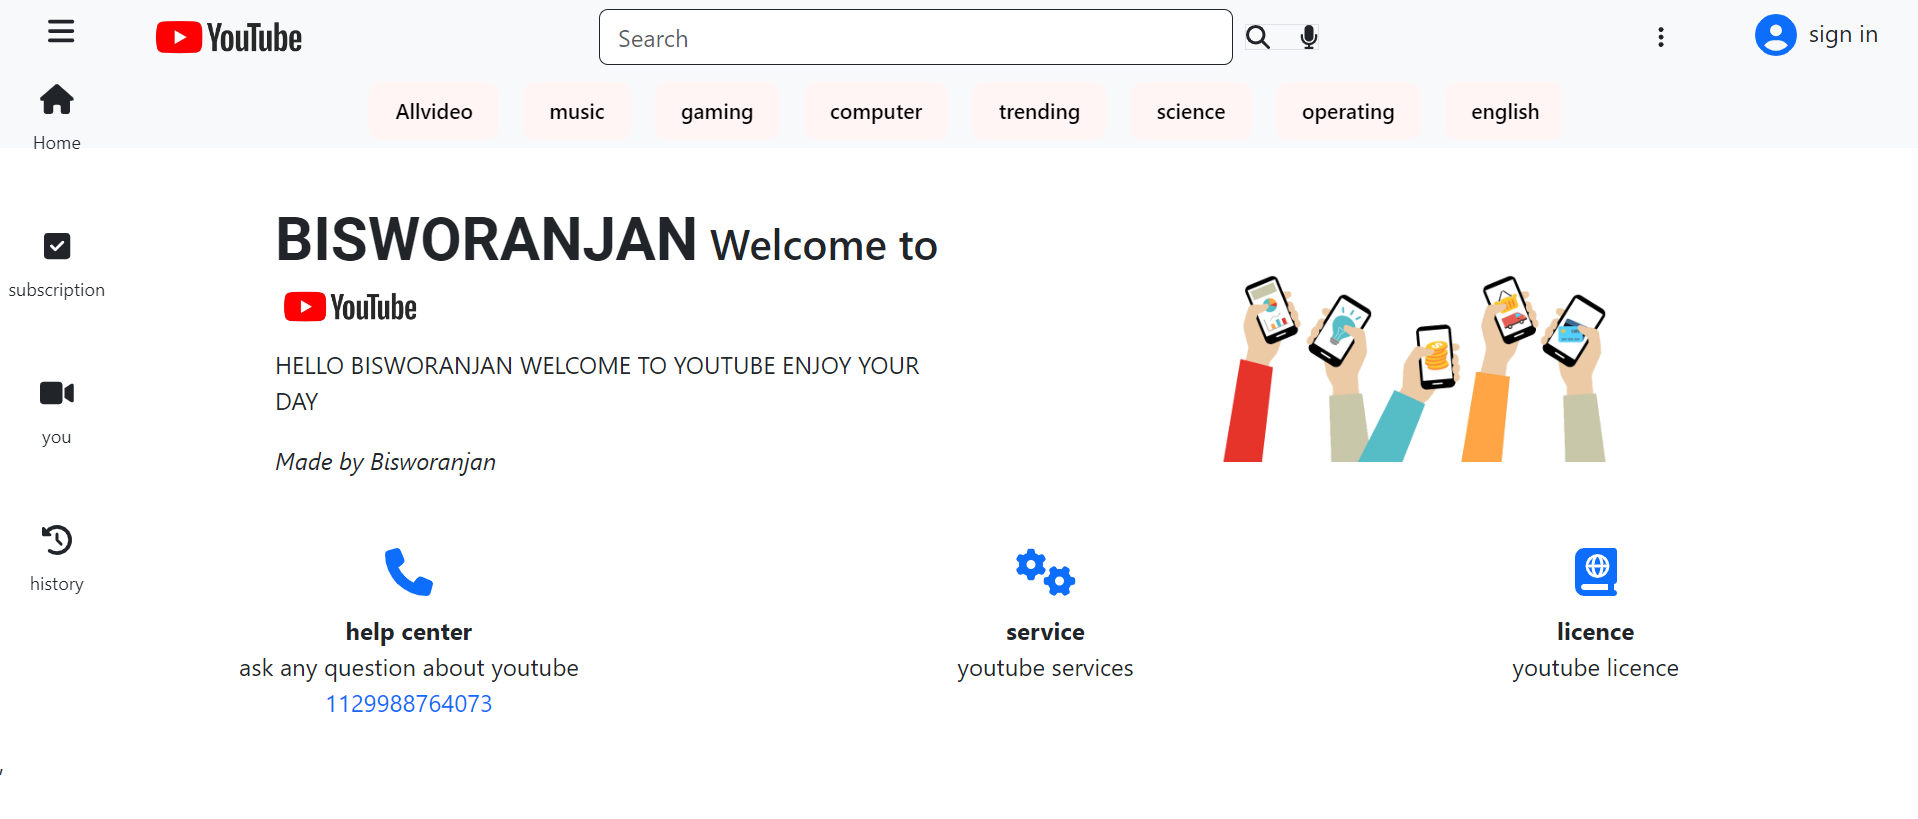 YouTube
Search
sign in
Home
Allvideo music gaming computer trending science operating english
subscription
you
history
BISWORANJAN Welcome to
YouTube
HELLO BISWORANJAN WELCOME TO YOUTUBE ENJOY YOUR
DAY
Made by Bisworanjan
help center
ask any question about youtube
1129988764073
service
youtube services
licence
youtube licence
,